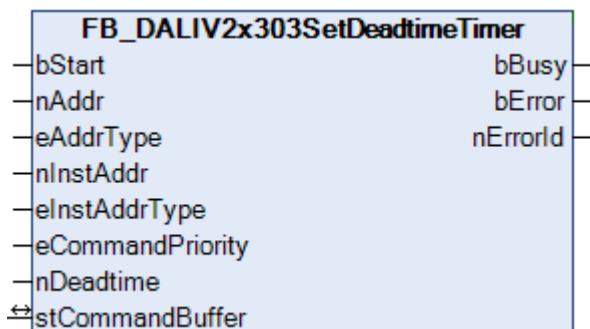 FB_DALIV2x303SetDeadtimeTimer
bStart bBusy
nAddr bError
eAddrType nErrorId
nInstAddr
eInstAddrType
eCommandPriority
nDeadtime
stCommandBuffer